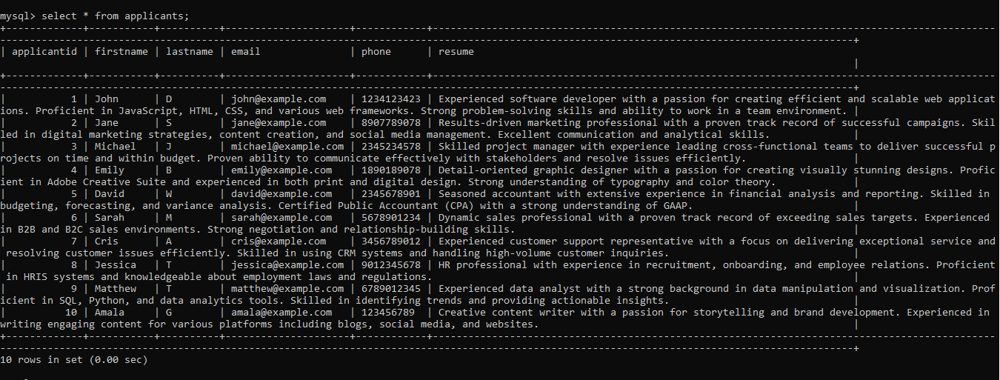 mysql> select * from applicants;
+-------------+-----------+----------+---------------------+------------+-----------------------------------------------------------------------------------------------
------------------------------------------------------------------------------------------------------------------------------------------------+
| applicantid | firstname | lastname | email               | phone      | resume
                                                                                                                                                |
+-------------+-----------+----------+---------------------+------------+-----------------------------------------------------------------------------------------------
------------------------------------------------------------------------------------------------------------------------------------------------+
|           1 | John      | D        | john@example.com    | 1234123423 | Experienced software developer with a passion for creating efficient and scalable web applicat
ions. Proficient in JavaScript, HTML, CSS, and various web frameworks. Strong problem-solving skills and ability to work in a team environment. |
|           2 | Jane      | S        | jane@example.com    | 8907789078 | Results-driven marketing professional with a proven track record of successful campaigns. Skil
led in digital marketing strategies, content creation, and social media management. Excellent communication and analytical skills.              |
|           3 | Michael   | J        | michael@example.com | 2345234578 | Skilled project manager with experience leading cross-functional teams to deliver successful p
rojects on time and within budget. Proven ability to communicate effectively with stakeholders and resolve issues efficiently.                  |
|           4 | Emily     | B        | emily@example.com   | 1890189078 | Detail-oriented graphic designer with a passion for creating visually stunning designs. Profic
ient in Adobe Creative Suite and experienced in both print and digital design. Strong understanding of typography and color theory.             |
|           5 | David     | W        | david@example.com   | 2345678901 | Seasoned accountant with extensive experience in financial analysis and reporting. Skilled in
budgeting, forecasting, and variance analysis. Certified Public Accountant (CPA) with a strong understanding of GAAP.                           |
|           6 | Sarah     | M        | sarah@example.com   | 5678901234 | Dynamic sales professional with a proven track record of exceeding sales targets. Experienced
in B2B and B2C sales environments. Strong negotiation and relationship-building skills.                                                         |
|           7 | Cris      | A        | cris@example.com    | 3456789012 | Experienced customer support representative with a focus on delivering exceptional service and
 resolving customer issues efficiently. Skilled in using CRM systems and handling high-volume customer inquiries.                               |
|           8 | Jessica   | T        | jessica@example.com | 9012345678 | HR professional with experience in recruitment, onboarding, and employee relations. Proficient
 in HRIS systems and knowledgeable about employment laws and regulations.                                                                       |
|           9 | Matthew   | T        | matthew@example.com | 6789012345 | Experienced data analyst with a strong background in data manipulation and visualization. Prof
icient in SQL, Python, and data analytics tools. Skilled in identifying trends and providing actionable insights.                               |
|          10 | Amala     | G        | amala@example.com   | 123456789  | Creative content writer with a passion for storytelling and brand development. Experienced in
writing engaging content for various platforms including blogs, social media, and websites.                                                     |
+-------------+-----------+----------+---------------------+------------+-----------------------------------------------------------------------------------------------
------------------------------------------------------------------------------------------------------------------------------------------------+
10 rows in set (0.00 sec)